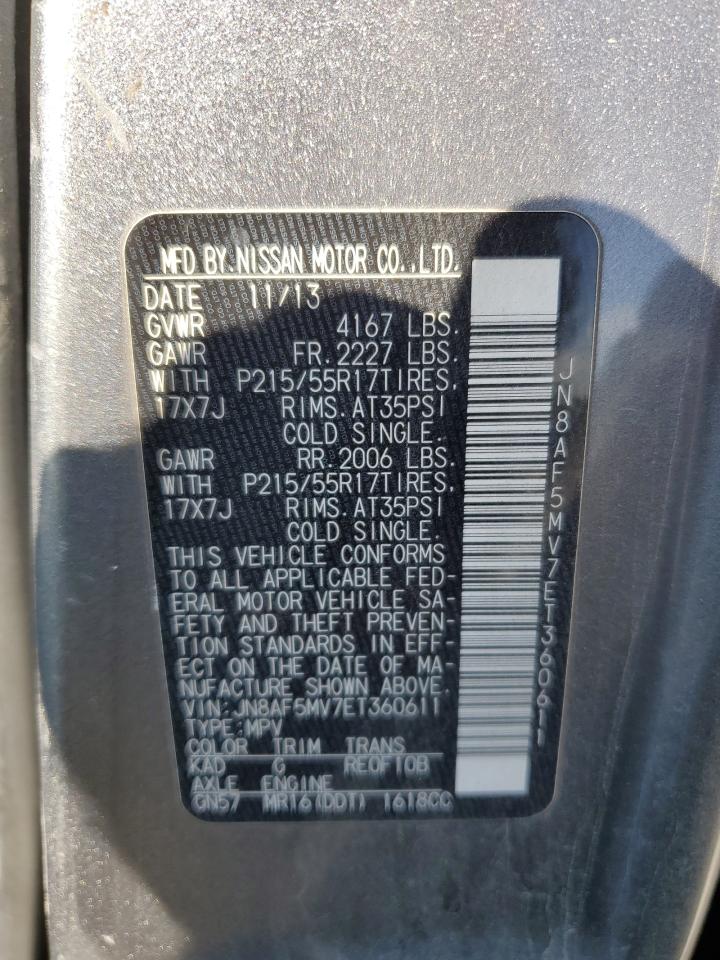 MFD BY.NISSAN MOTOR CO.,LTD.
DATE 11/13
GVWR 4167 LBS.
GAWR FR.2227 LBS.
WITH P215/55R17TIRES.
17X7J RIMS.AT35PSI
COLD SINGLE.
GAWR RR.2006 LBS.
WITH P215/55R17TIRES.
17X7J RIMS.AT35PSI
COLD SINGLE.
THIS VEHICLE CONFORMS
TO ALL APPLICABLE FED-
ERAL MOTOR VEHICLE SA-
FETY AND THEFT PREVEN-
TION STANDARDS IN EFF
ECT ON THE DATE OF MA-
NUFACTURE SHOWN ABOVE.
VIN:JN8AF5MV7ET360611
TYPE:MPV
COLOR TRIM TRANS
KAD G RE0F10B
AXLE ENGINE
GN57 MR16(DDT) 1618CC
JN8AF5MV7ET360611